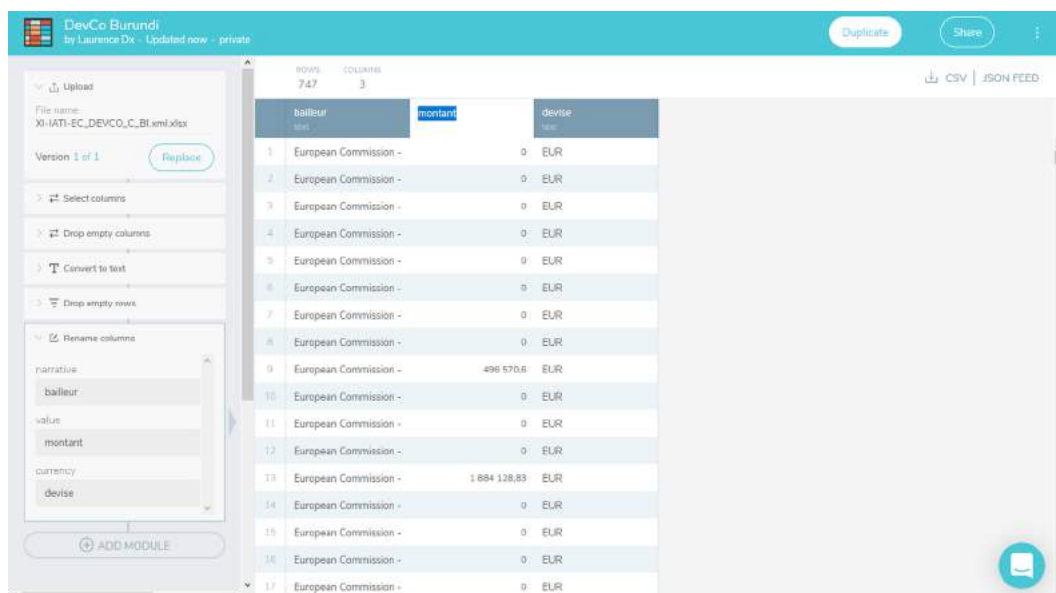 DevCo Burundi
by Laurence Dx - Updated now - private
Duplicate
Share
Upload
File name
XI-IATI-EC_DEVCO_C_BI.xml.xlsx
Version 1 of 1
Replace
Select columns
Drop empty columns
Convert to text
Drop empty rows
Rename columns
narrative
bailleur
value
montant
currency
devise
ADD MODULE
ROWS COLUMNS
747 3
CSV | JSON FEED
bailleur montant devise
text text
1 European Commission - 0 EUR
2 European Commission - 0 EUR
3 European Commission - 0 EUR
4 European Commission - 0 EUR
5 European Commission - 0 EUR
6 European Commission - 0 EUR
7 European Commission - 0 EUR
8 European Commission - 0 EUR
9 European Commission - 496 570,6 EUR
10 European Commission - 0 EUR
11 European Commission - 0 EUR
12 European Commission - 0 EUR
13 European Commission - 1 884 128,83 EUR
14 European Commission - 0 EUR
15 European Commission - 0 EUR
16 European Commission - 0 EUR
17 European Commission - 0 EUR